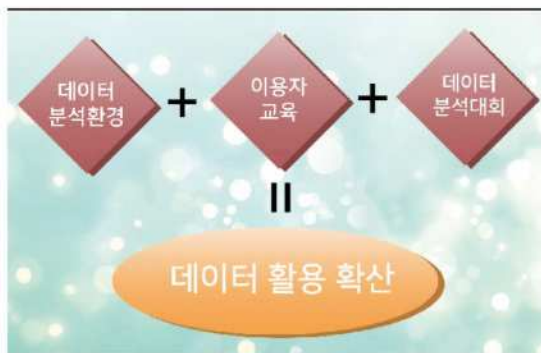 데이터
분석환경
+
이용자
교육
+
데이터
분석대회
=
데이터 활용 확산